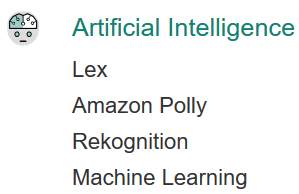 Artificial Intelligence
Lex
Amazon Polly
Rekognition
Machine Learning